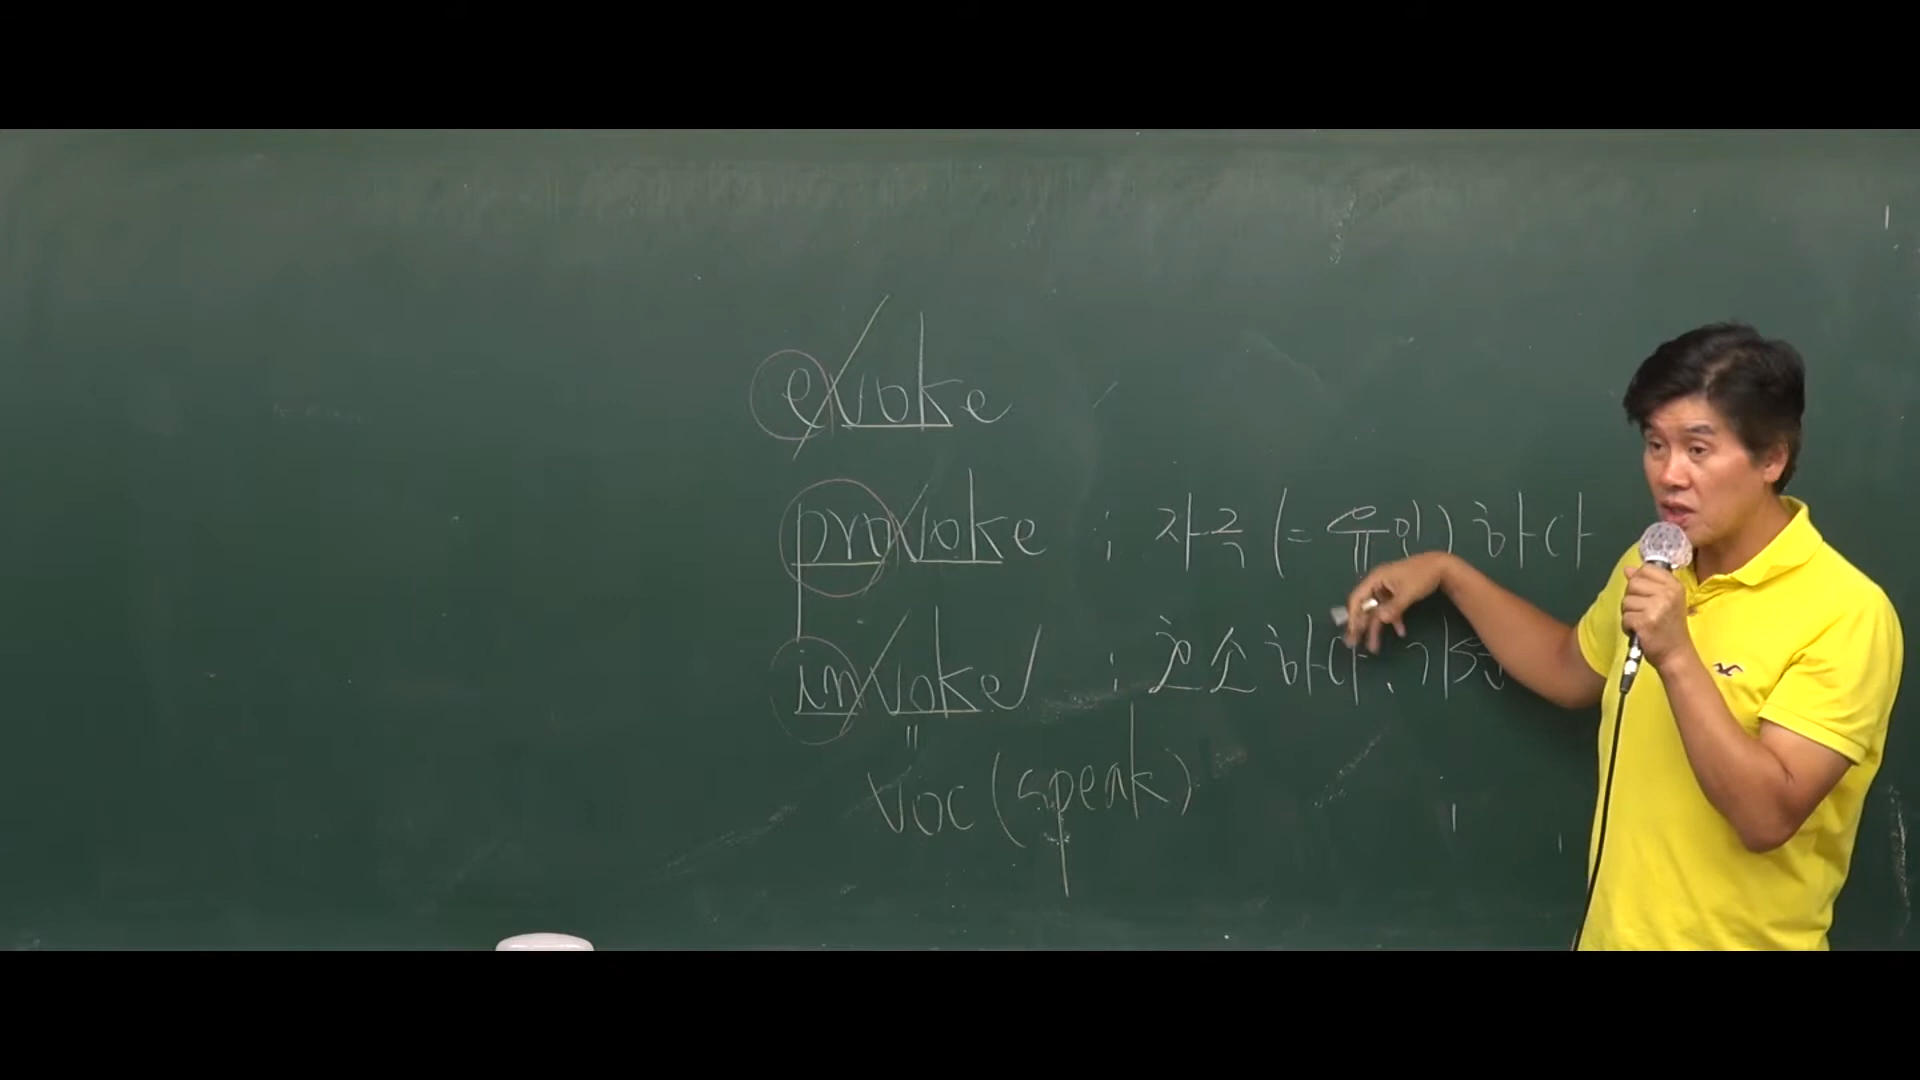 evoke
provoke ; 자극 (= 유인) 하다
invoke ; 호소하다,
"
voc (speak)